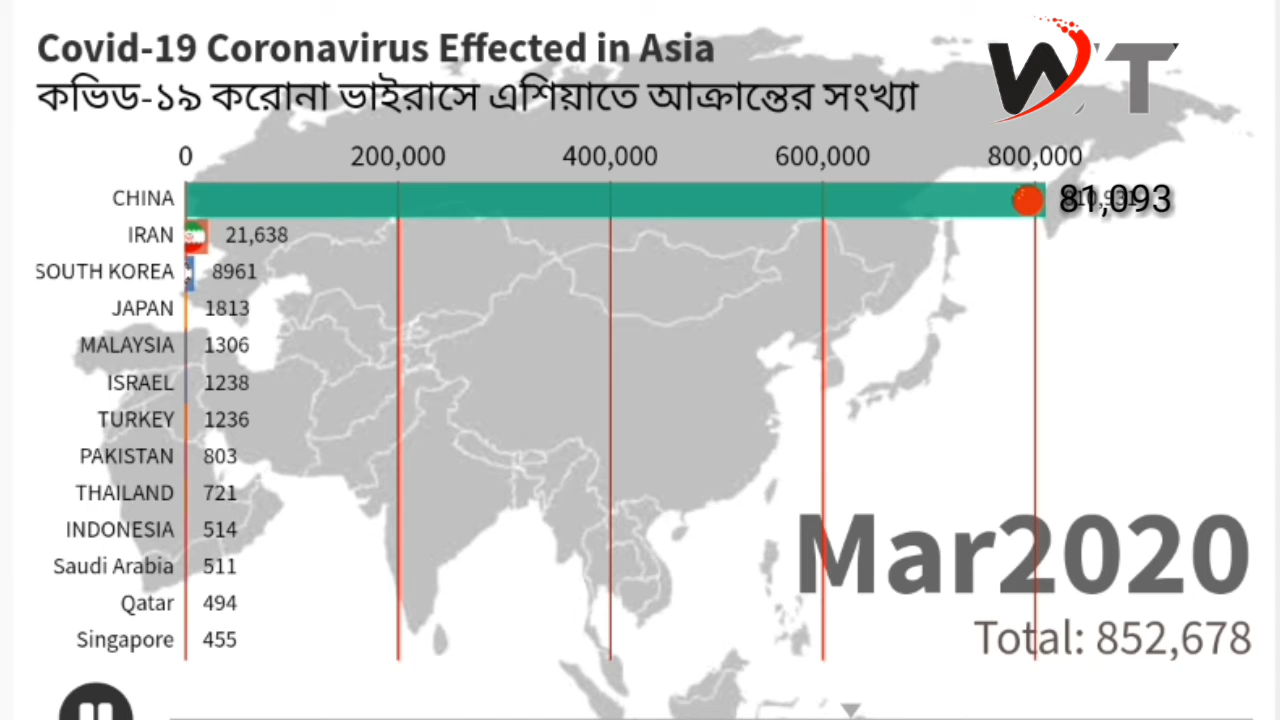 Covid-19 Coronavirus Effected in Asia
কভিড-১৯ করোনা ভাইরাসে এশিয়াতে আক্রান্তের সংখ্যা
WT
0 200,000 400,000 600,000 800,000
CHINA 81,093
IRAN 21,638
SOUTH KOREA 8961
JAPAN 1813
MALAYSIA 1306
ISRAEL 1238
TURKEY 1236
PAKISTAN 803
THAILAND 721
INDONESIA 514
Saudi Arabia 511
Qatar 494
Singapore 455
Mar2020
Total: 852,678